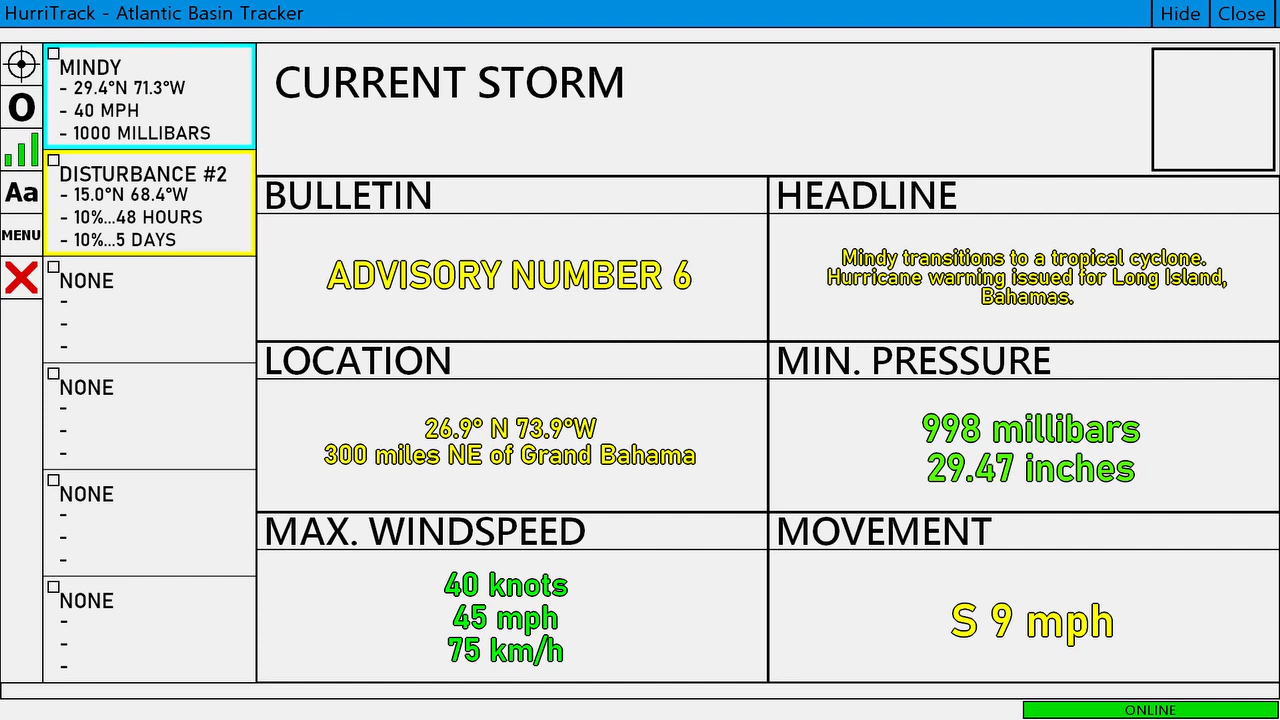 HurriTrack - Atlantic Basin Tracker
Hide
Close
O
Aa
MENU
MINDY
- 29.4°N 71.3°W
- 40 MPH
- 1000 MILLIBARS
DISTURBANCE #2
- 15.0°N 68.4°W
- 10%...48 HOURS
- 10%...5 DAYS
NONE
-
-
-
NONE
-
-
-
NONE
-
-
-
NONE
-
-
-
CURRENT STORM
BULLETIN
ADVISORY NUMBER 6
HEADLINE
Mindy transitions to a tropical cyclone.
Hurricane warning issued for Long Island,
Bahamas.
LOCATION
26.9° N 73.9°W
300 miles NE of Grand Bahama
MIN. PRESSURE
998 millibars
29.47 inches
MAX. WINDSPEED
40 knots
45 mph
75 km/h
MOVEMENT
S 9 mph
ONLINE